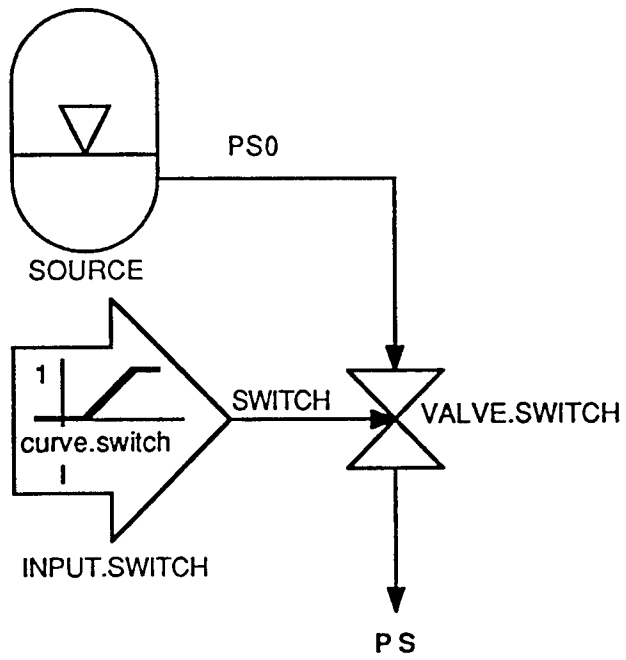 PS0
SOURCE
1
SWITCH
VALVE.SWITCH
curve.switch
INPUT.SWITCH
PS